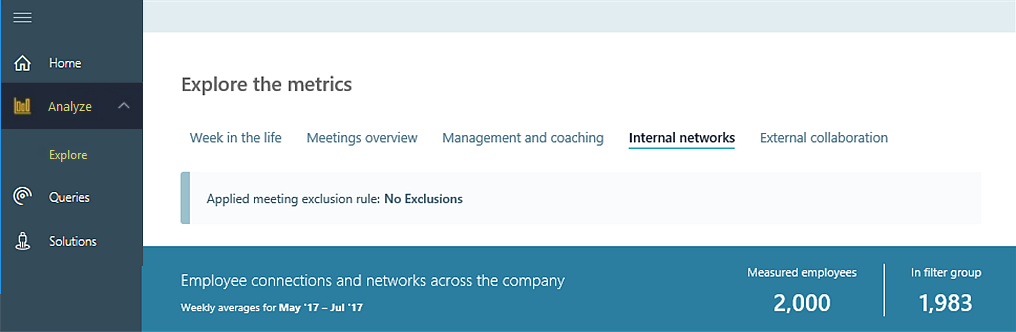 Home
Analyze
Explore
Queries
Solutions
Explore the metrics
Week in the life Meetings overview Management and coaching Internal networks External collaboration
Applied meeting exclusion rule: No Exclusions
Employee connections and networks across the company
Weekly averages for May '17 – Jul '17
Measured employees
2,000
In filter group
1,983